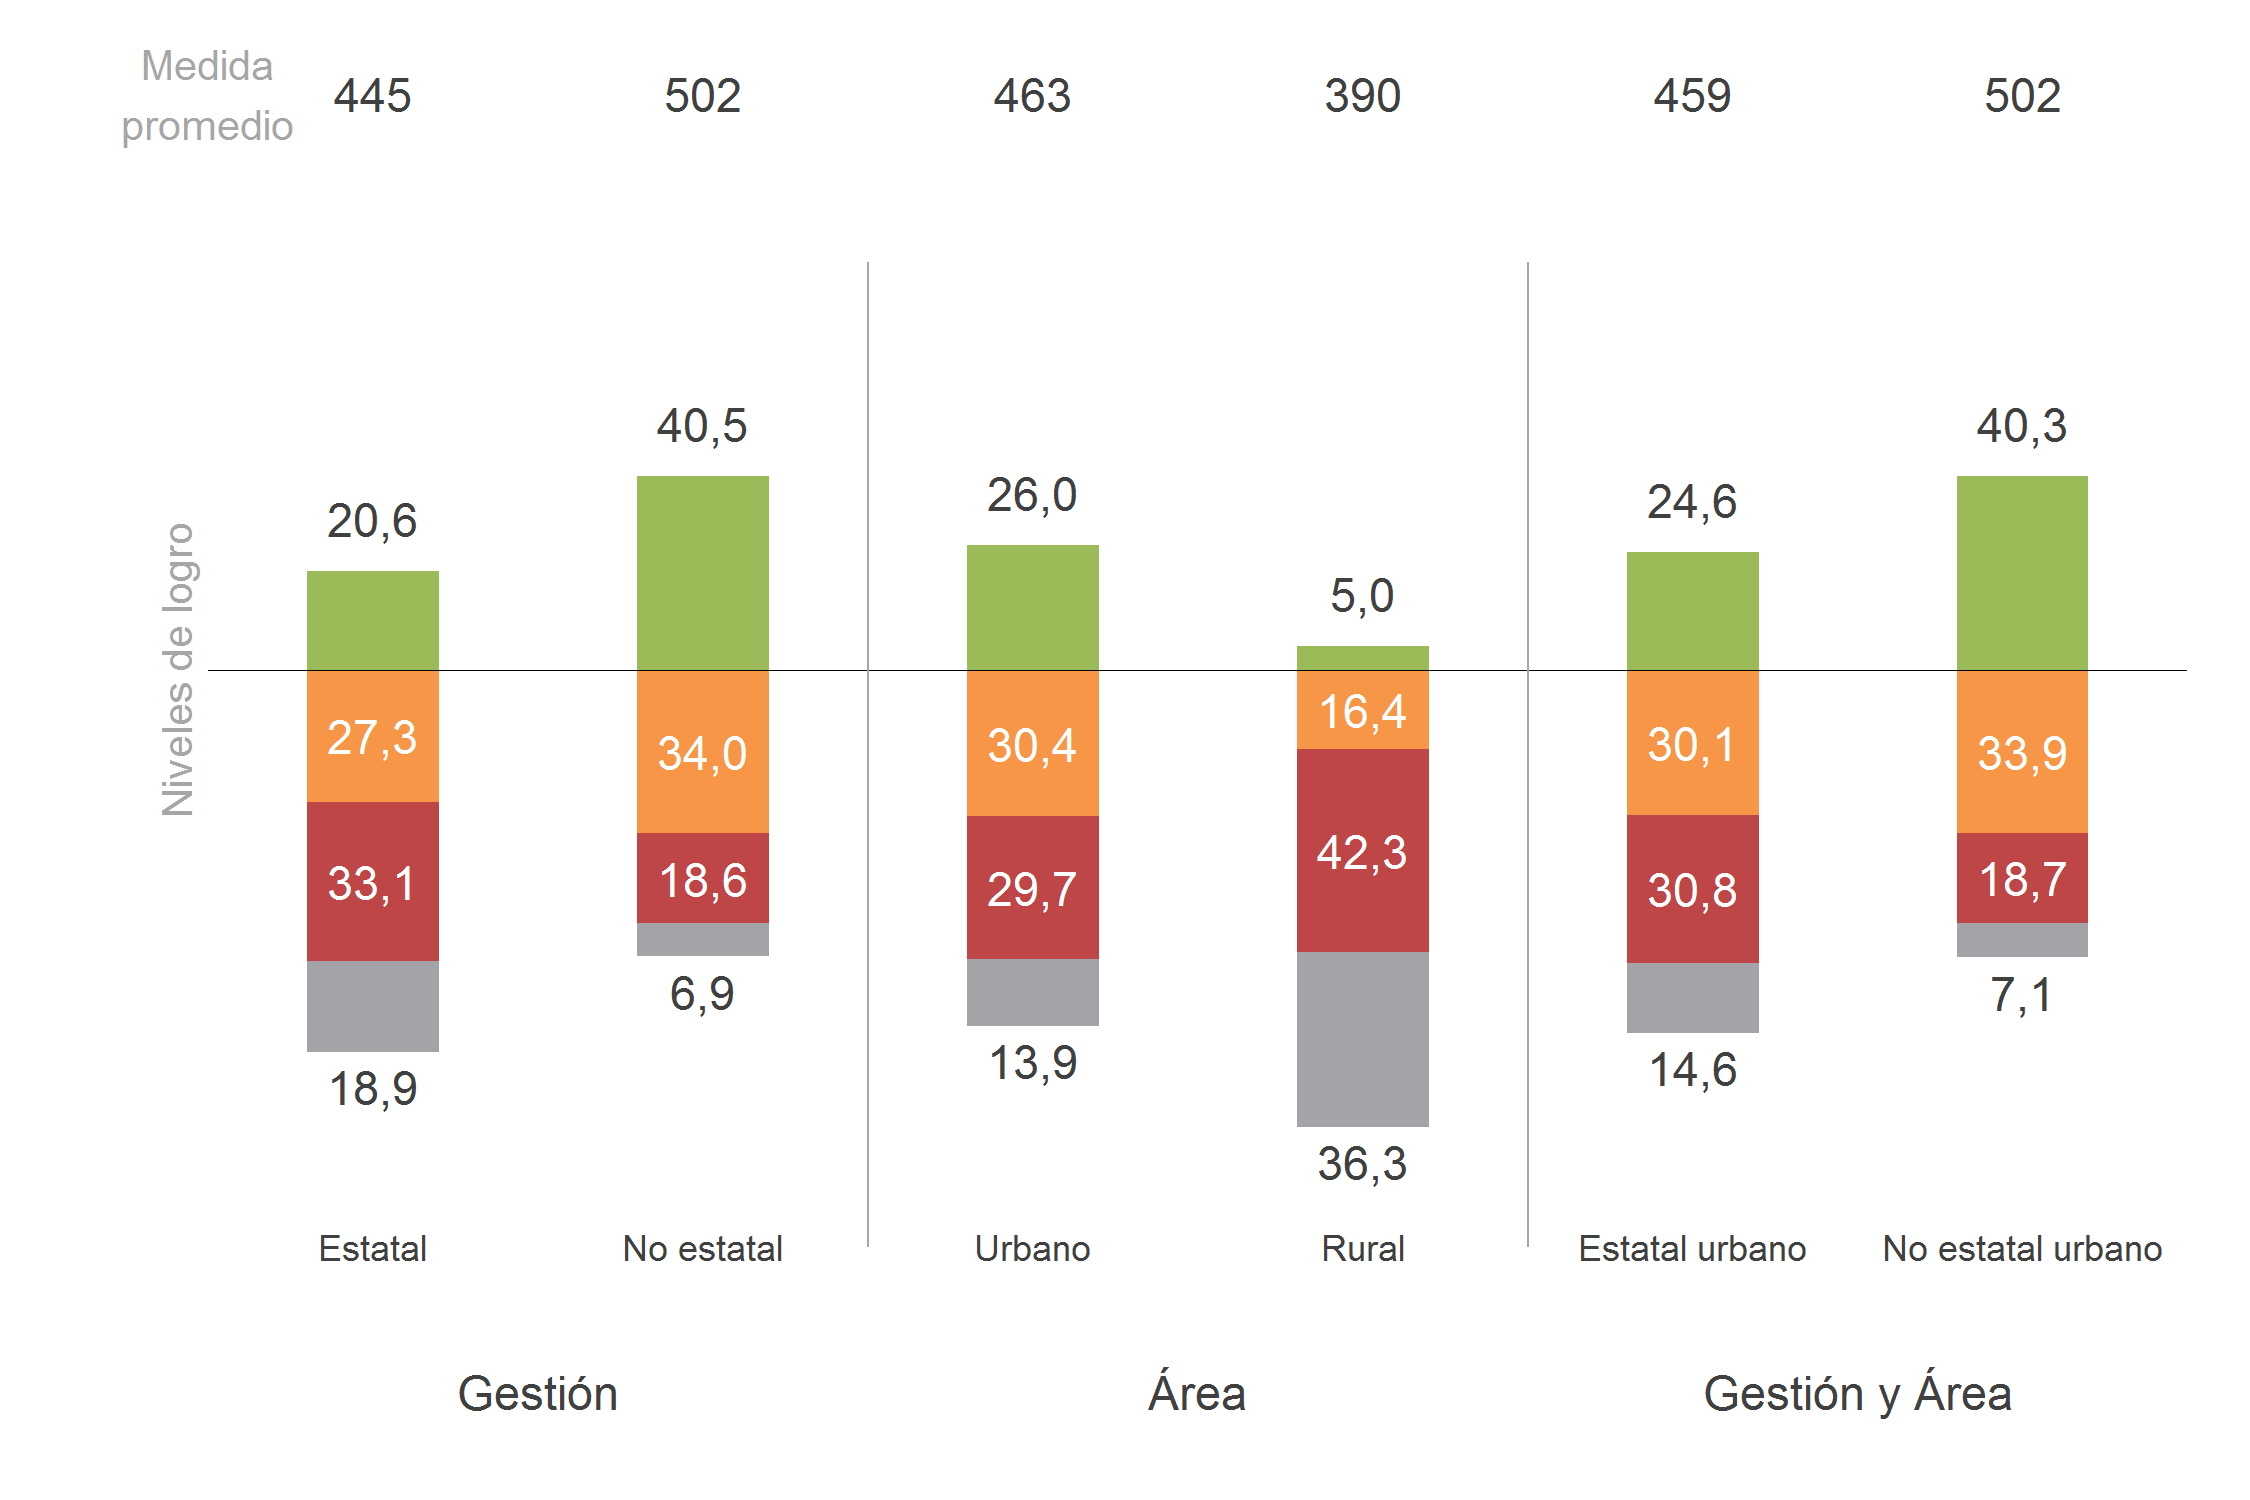 Medida
promedio
445 502 463 390 459 502
Niveles de logro
20,6 40,5 26,0 5,0 24,6 40,3
27,3 34,0 30,4 16,4 30,1 33,9
33,1 18,6 29,7 42,3 30,8 18,7
18,9 6,9 13,9 36,3 14,6 7,1
Estatal No estatal Urbano Rural Estatal urbano No estatal urbano
Gestión Área Gestión y Área